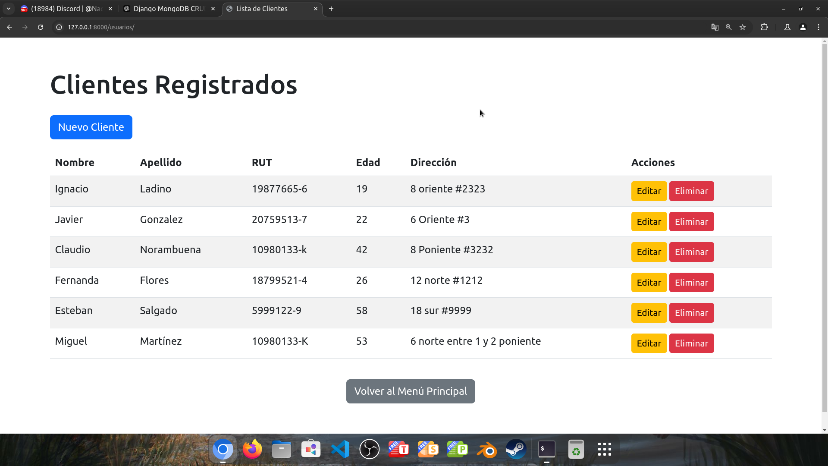 (18984) Discord | @Na
Django MongoDB CRU
Lista de Clientes
127.0.0.1:8000/usuarios/
Clientes Registrados
Nuevo Cliente
Nombre Apellido RUT Edad Dirección Acciones
Ignacio Ladino 19877665-6 19 8 oriente #2323 Editar Eliminar
Javier Gonzalez 20759513-7 22 6 Oriente #3 Editar Eliminar
Claudio Norambuena 10980133-k 42 8 Poniente #3232 Editar Eliminar
Fernanda Flores 18799521-4 26 12 norte #1212 Editar Eliminar
Esteban Salgado 5999122-9 58 18 sur #9999 Editar Eliminar
Miguel Martínez 10980133-K 53 6 norte entre 1 y 2 poniente Editar Eliminar
Volver al Menú Principal